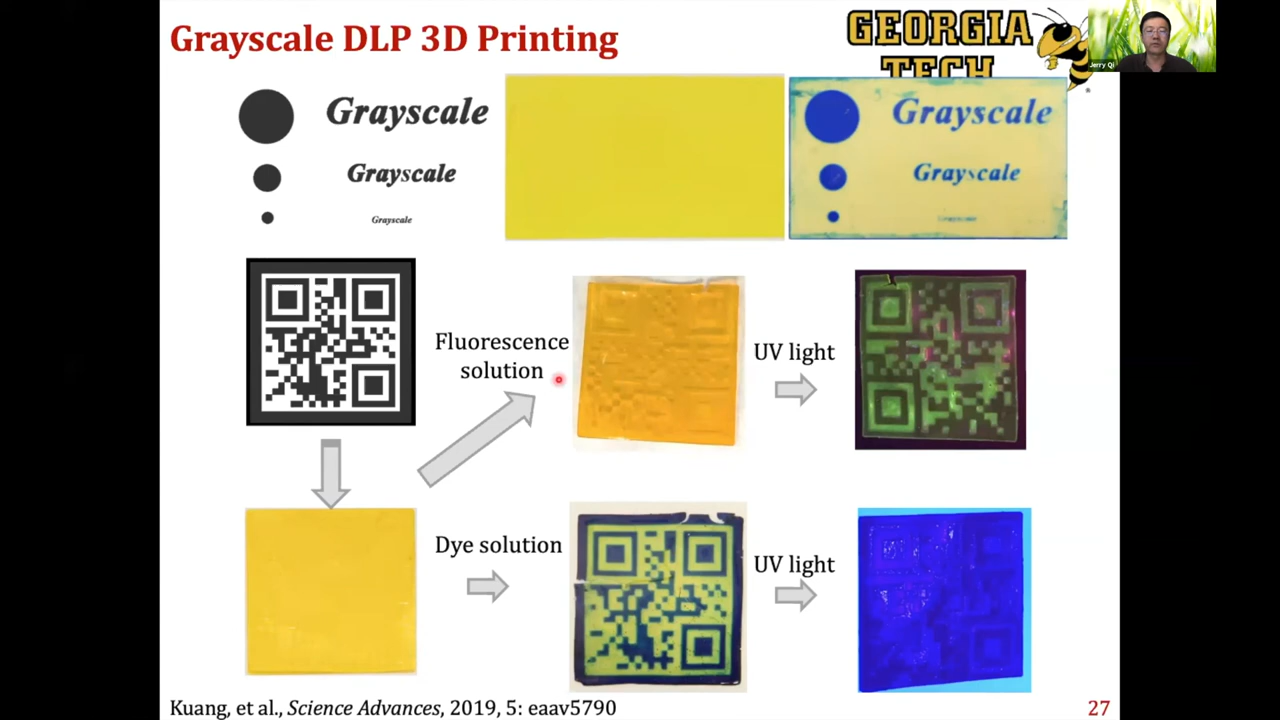 Grayscale DLP 3D Printing
GEORGIA
TECH
Jerry Qi
Grayscale
Grayscale
Grayscale
Grayscale
Grayscale
Grayscale
Fluorescence
solution
UV light
Dye solution
UV light
Kuang, et al., Science Advances, 2019, 5: eaav5790
27